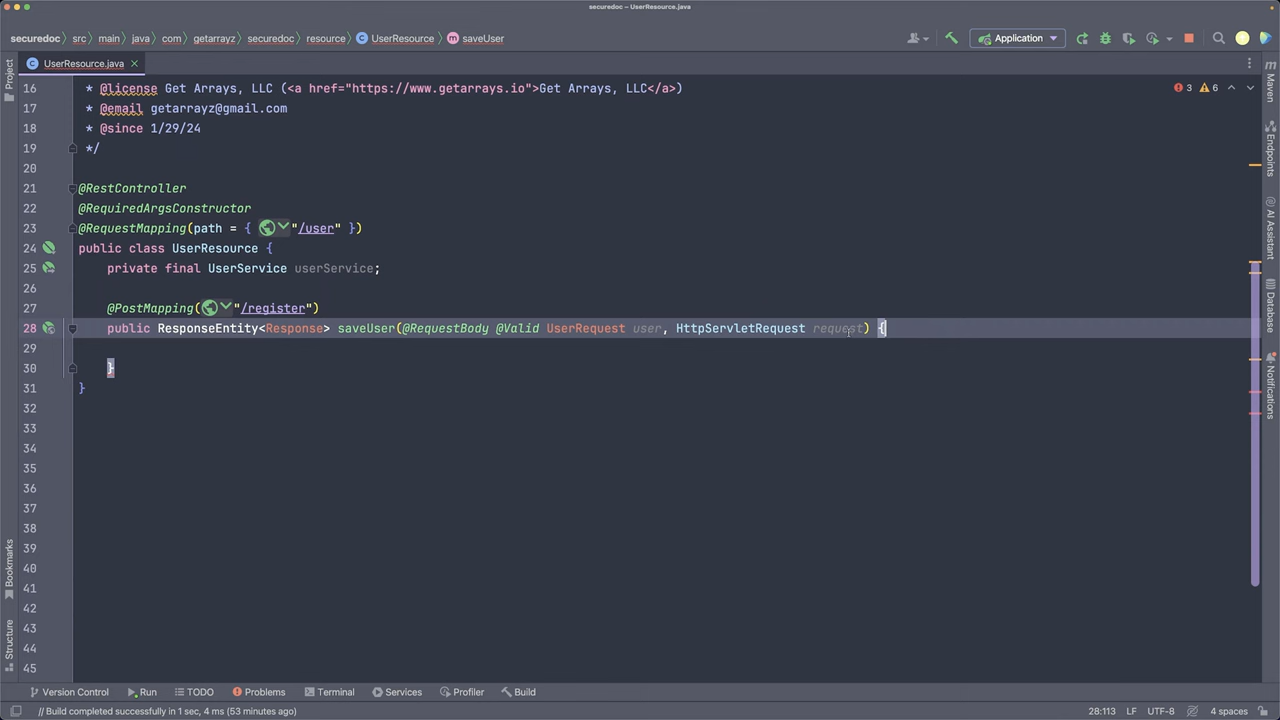 securedoc – UserResource.java
securedoc src main java com getarrayz securedoc resource UserResource saveUser Application
Project UserResource.java
16 * @license Get Arrays, LLC (<a href="https://www.getarrays.io">Get Arrays, LLC</a>) 3 6
17 * @email getarrayz@gmail.com
18 * @since 1/29/24
19 */
20
21 @RestController
22 @RequiredArgsConstructor
23 @RequestMapping(path = { "/user" })
24 public class UserResource {
25 private final UserService userService;
26
27 @PostMapping("/register")
28 public ResponseEntity<Response> saveUser(@RequestBody @Valid UserRequest user, HttpServletRequest request) {
29
30 }
31 }
32
33
34
35
36
37
38
39
40
41
42
43
44
45
Maven
Endpoints
AI Assistant
Database
Notifications
Bookmarks
Structure
Version Control Run TODO Problems Terminal Services Profiler Build
// Build completed successfully in 1 sec, 4 ms (53 minutes ago) 28:113 LF UTF-8 4 spaces